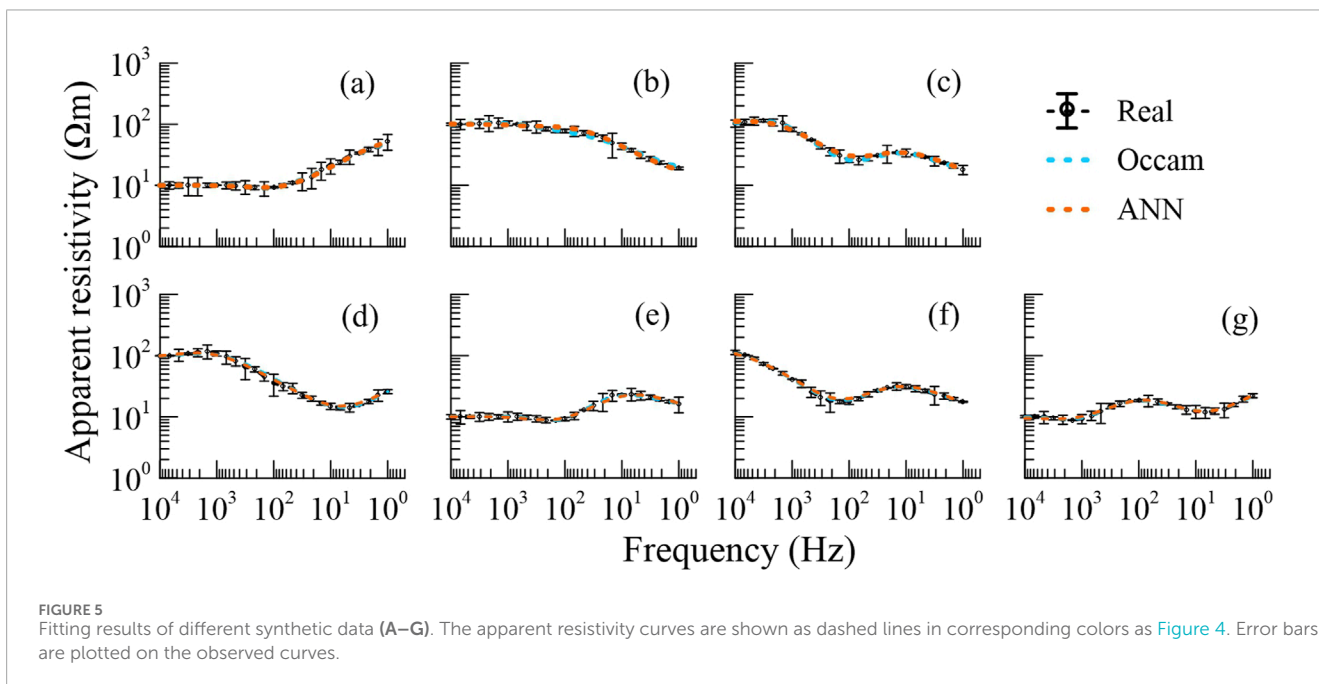 Apparent resistivity (Ωm)
10³
10²
10¹
10⁰
(a)
(b)
(c)
Real
Occam
ANN
10³
10²
10¹
10⁰
(d)
(e)
(f)
(g)
10⁴ 10³ 10² 10¹ 10⁰
10⁴ 10³ 10² 10¹ 10⁰
10⁴ 10³ 10² 10¹ 10⁰
10⁴ 10³ 10² 10¹ 10⁰
Frequency (Hz)
FIGURE 5
Fitting results of different synthetic data (A–G). The apparent resistivity curves are shown as dashed lines in corresponding colors as Figure 4. Error bars
are plotted on the observed curves.